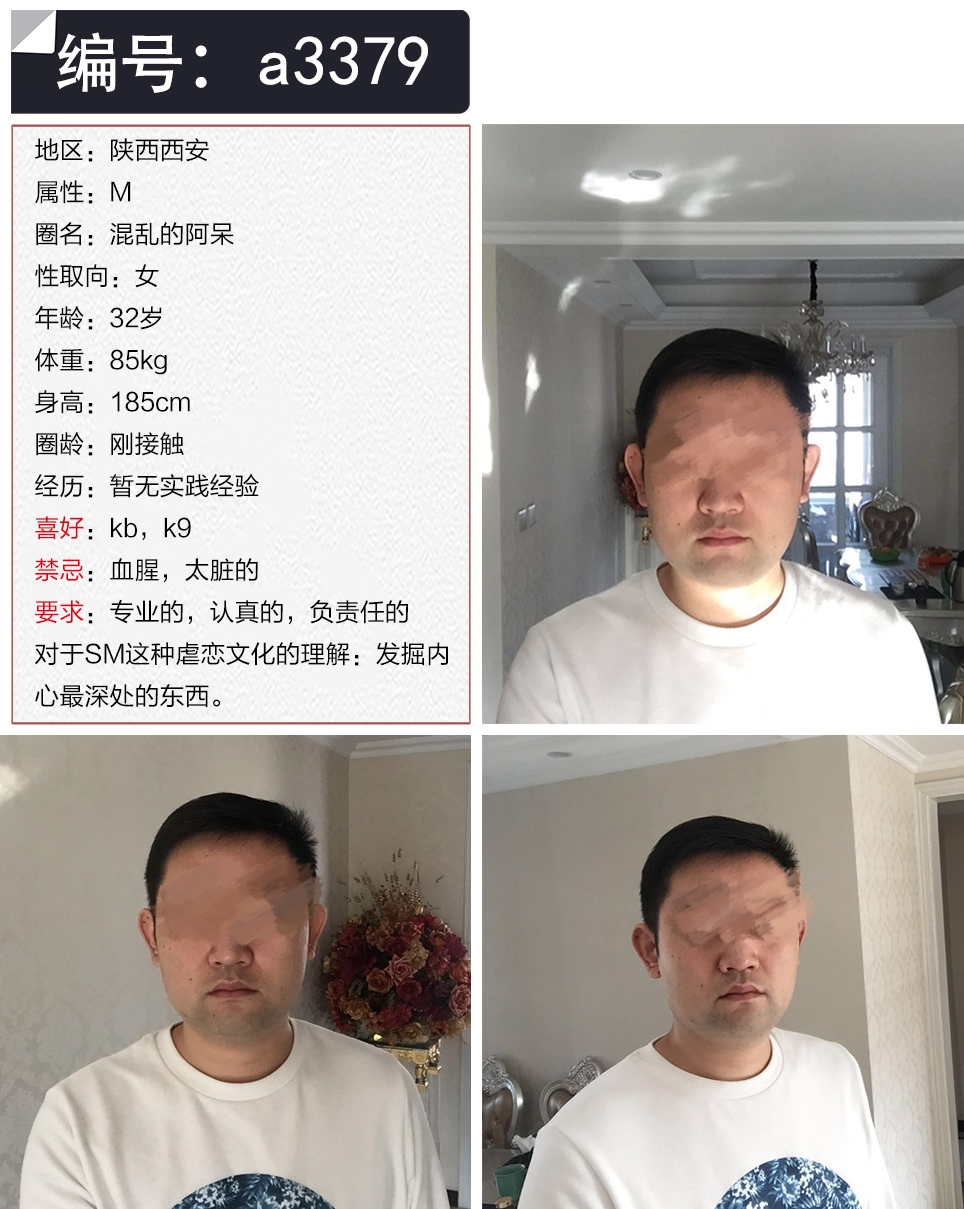 编号：a3379
地区：陕西西安
属性：M
圈名：混乱的阿呆
性取向：女
年龄：32岁
体重：85kg
身高：185cm
圈龄：刚接触
经历：暂无实践经验
喜好：kb，k9
禁忌：血腥，太脏的
要求：专业的，认真的，负责任的
对于SM这种虐恋文化的理解：发掘内
心最深处的东西。